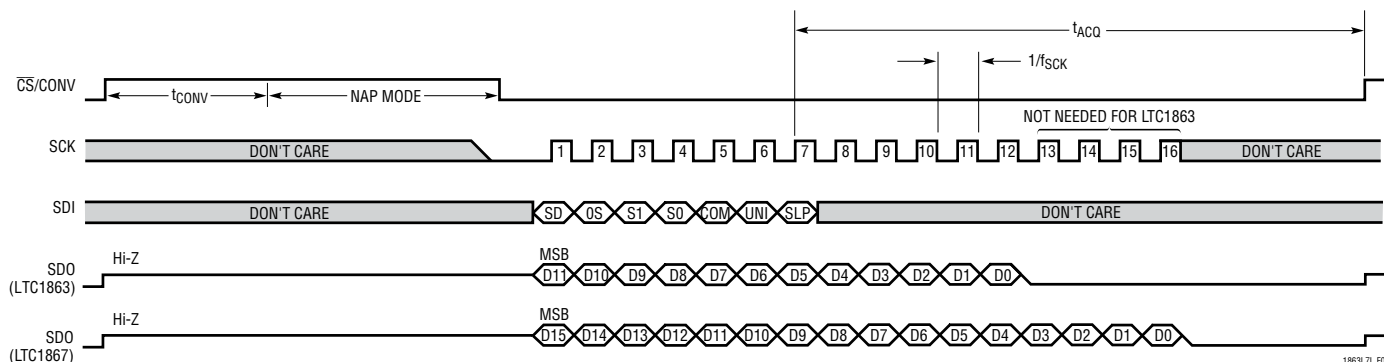 tACQ
1/fSCK
CS/CONV
tCONV
NAP MODE
NOT NEEDED FOR LTC1863
SCK
DON'T CARE
1 2 3 4 5 6 7 8 9 10 11 12 13 14 15 16
DON'T CARE
SDI
DON'T CARE
SD 0S S1 S0 COM UNI SLP
DON'T CARE
SDO
(LTC1863)
Hi-Z
MSB
D11 D10 D9 D8 D7 D6 D5 D4 D3 D2 D1 D0
SDO
(LTC1867)
Hi-Z
MSB
D15 D14 D13 D12 D11 D10 D9 D8 D7 D6 D5 D4 D3 D2 D1 D0